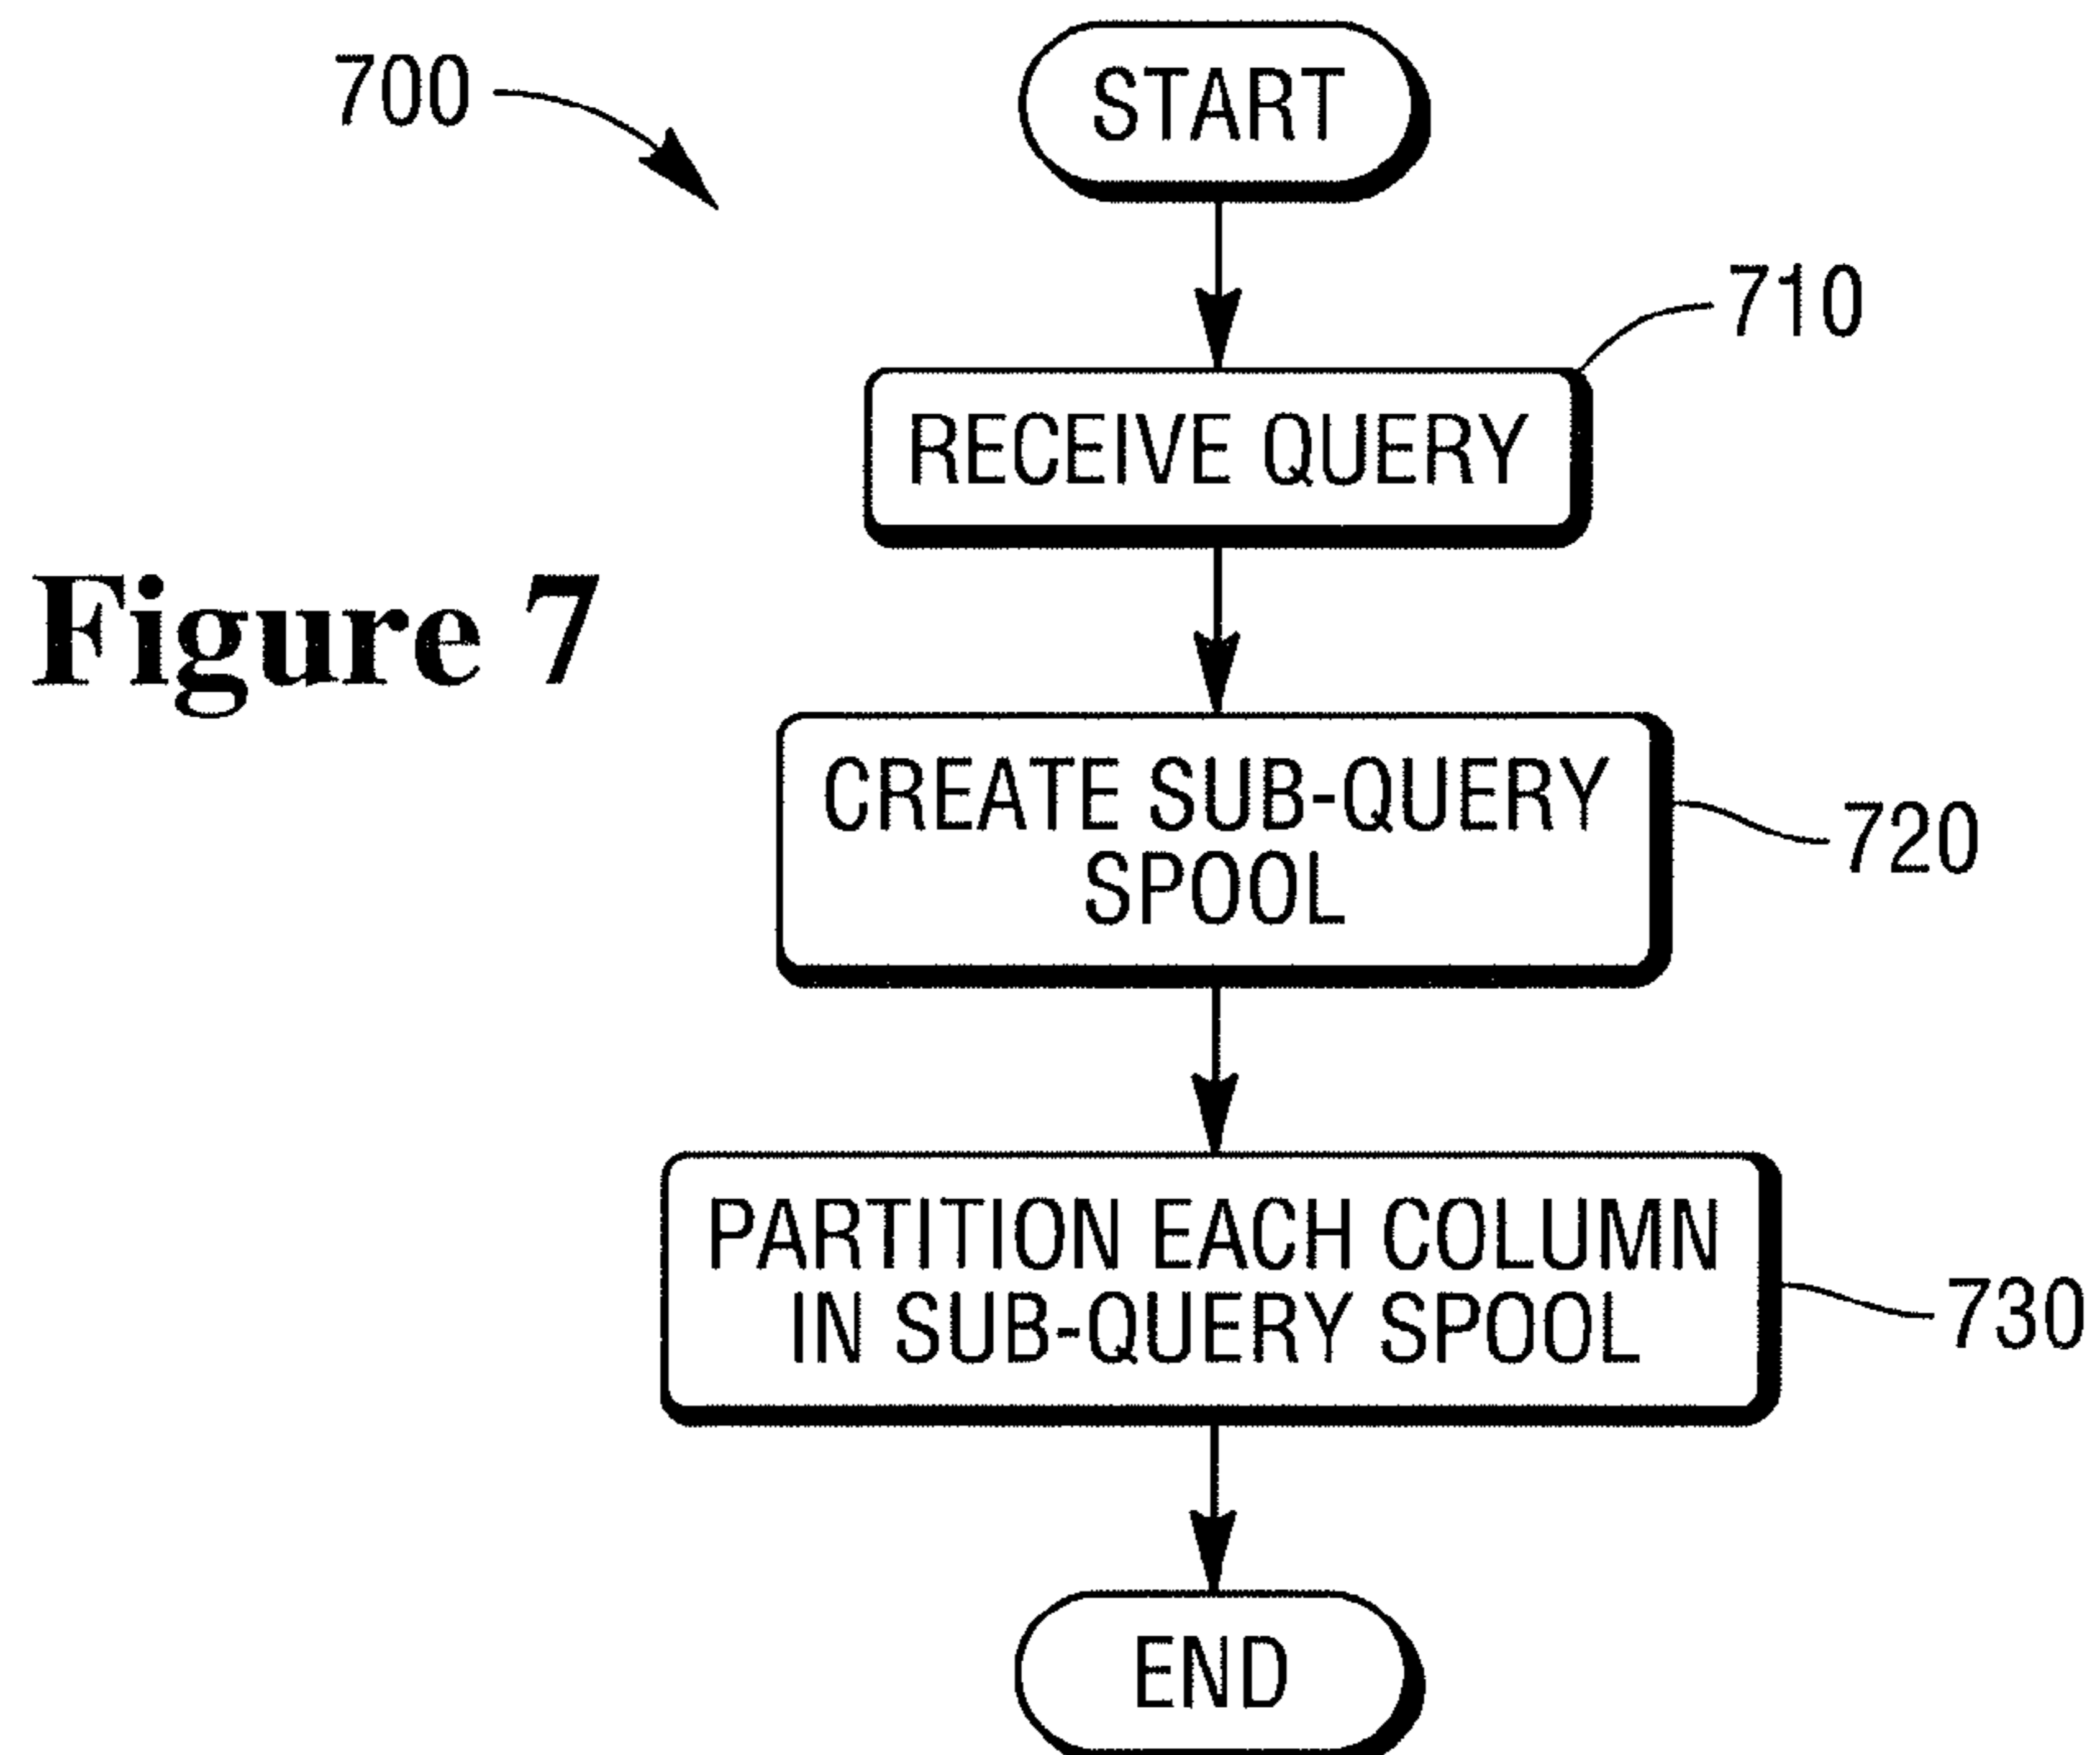 700
START
710
RECEIVE QUERY
Figure 7
CREATE SUB-QUERY
SPOOL
720
PARTITION EACH COLUMN
IN SUB-QUERY SPOOL
730
END